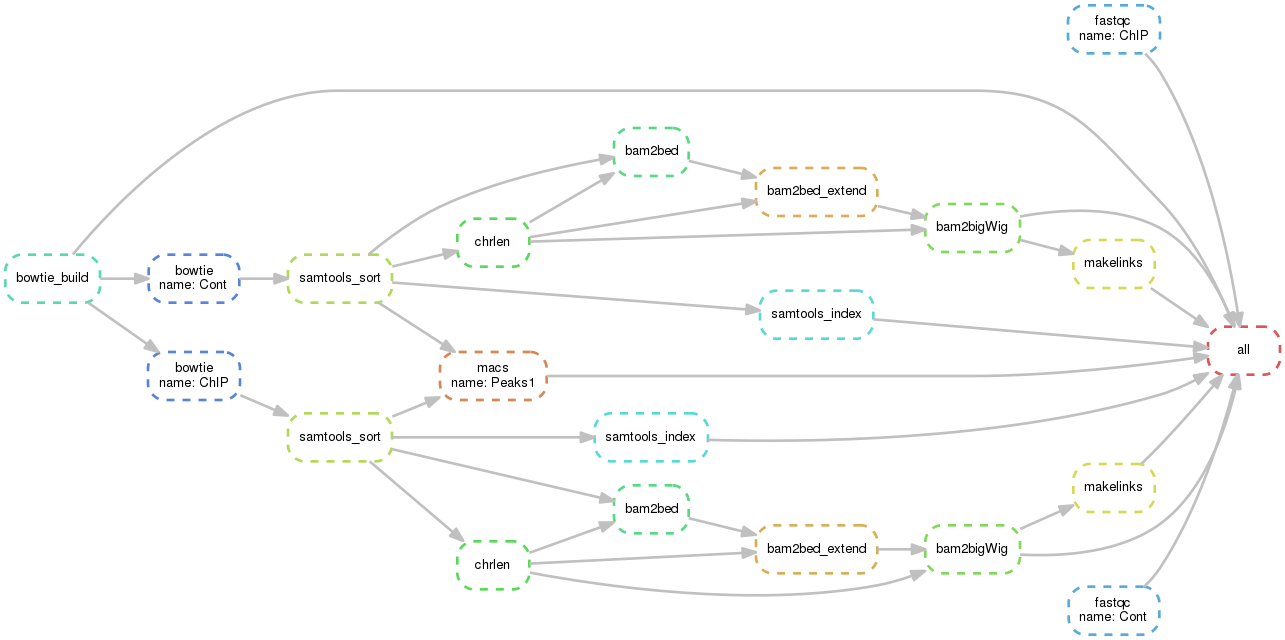 fastqc
name: ChIP
bam2bed
bam2bed_extend
bam2bigWig
chrlen
makelinks
bowtie_build
bowtie
name: Cont
samtools_sort
samtools_index
all
bowtie
name: ChIP
macs
name: Peaks1
samtools_sort
samtools_index
makelinks
bam2bed
bam2bed_extend
bam2bigWig
chrlen
fastqc
name: Cont